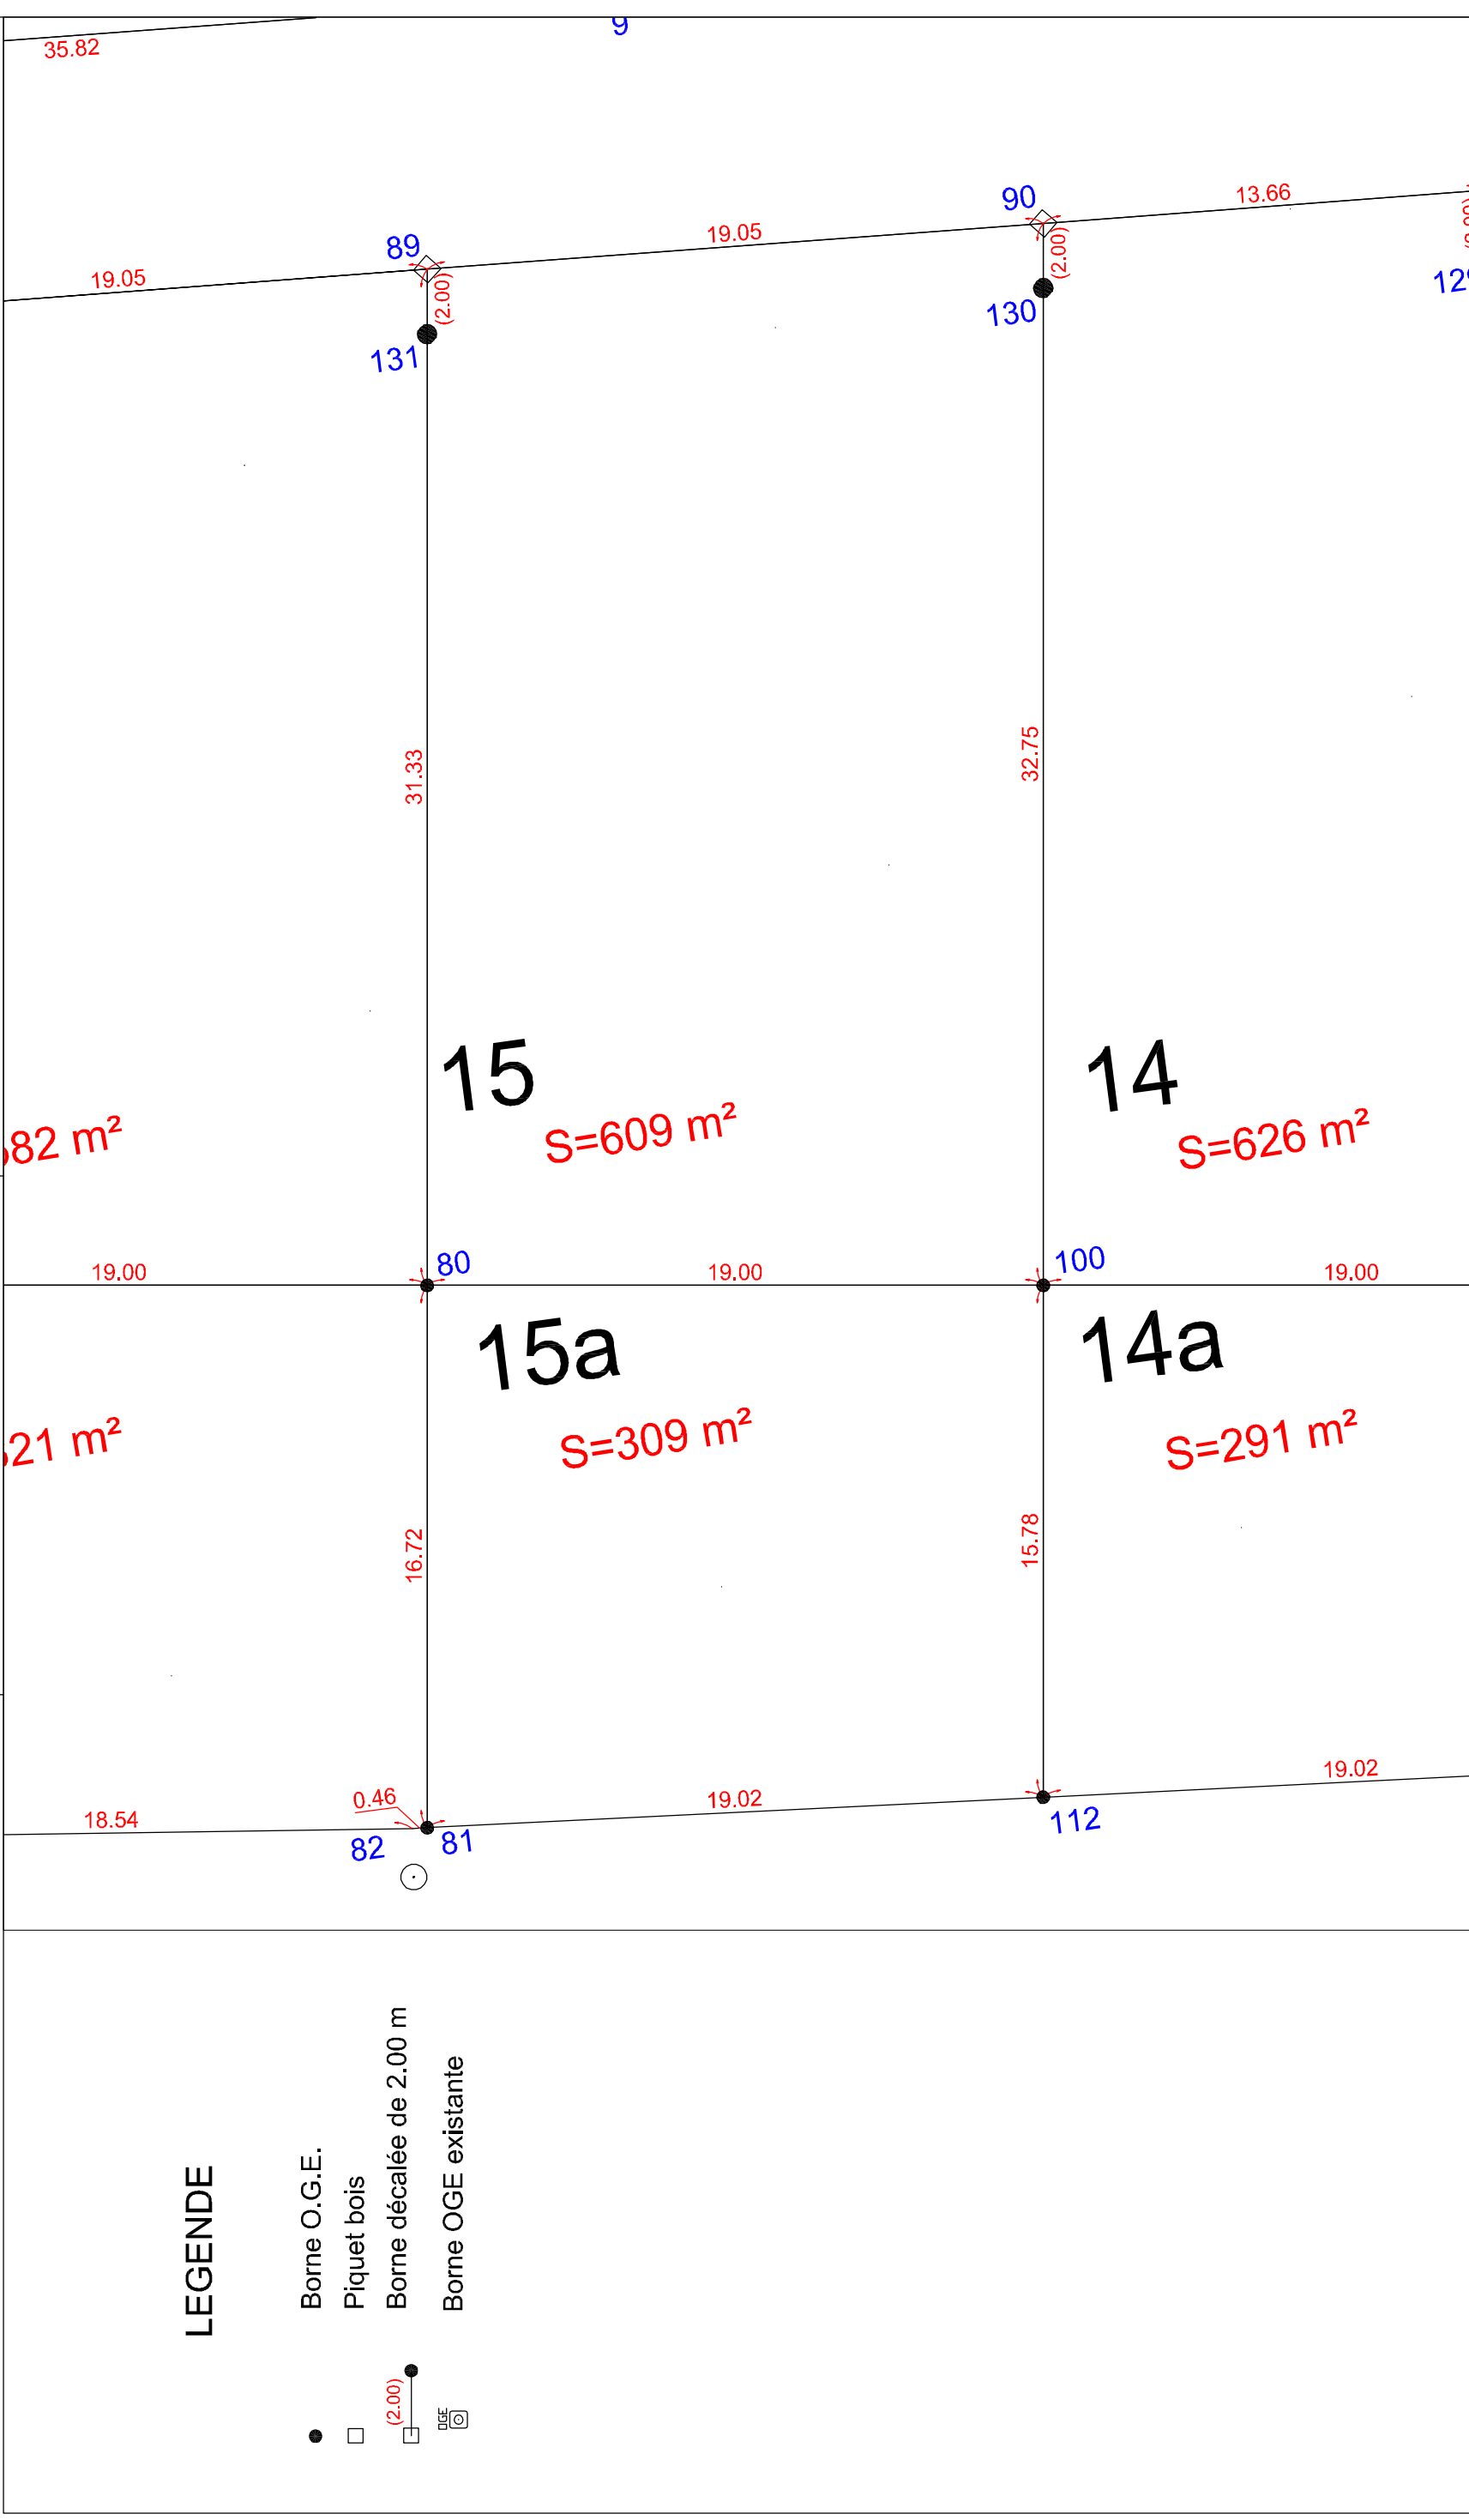 9
35.82
90
13.66
89
19.05
19.05
(2.00)
(2.00)
130
131
31.33
32.75
15
14
S=609 m²
S=626 m²
82 m²
80
100
19.00
19.00
19.00
15a
14a
S=309 m²
S=291 m²
21 m²
16.72
15.78
0.46
19.02
19.02
18.54
82
81
112
LEGENDE
Borne O.G.E.
Piquet bois
(2.00) Borne décalée de 2.00 m
OGE Borne OGE existante